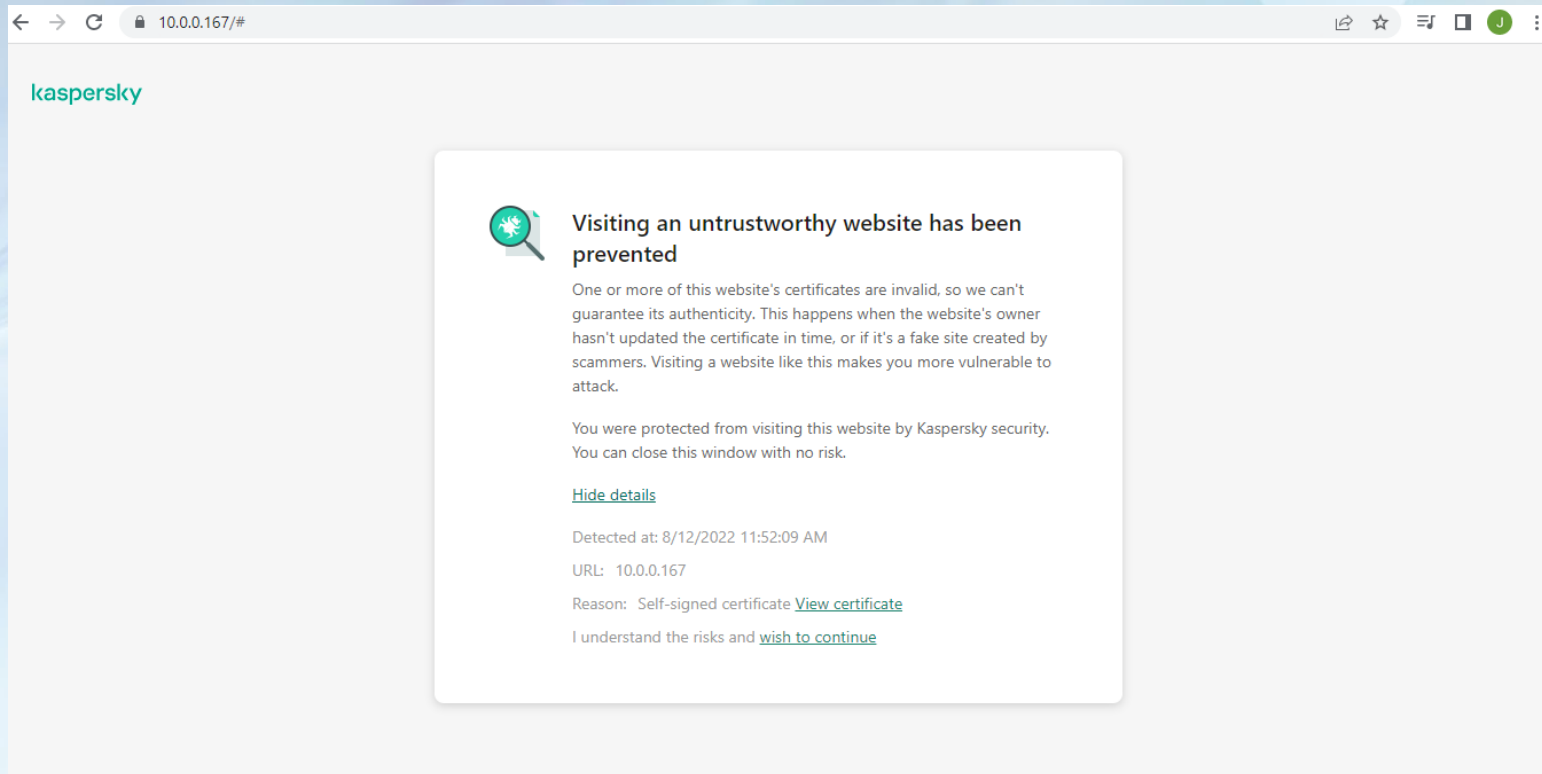 10.0.0.167/#
J
kaspersky
Visiting an untrustworthy website has been
prevented
One or more of this website's certificates are invalid, so we can't
guarantee its authenticity. This happens when the website's owner
hasn't updated the certificate in time, or if it's a fake site created by
scammers. Visiting a website like this makes you more vulnerable to
attack.
You were protected from visiting this website by Kaspersky security.
You can close this window with no risk.
Hide details
Detected at: 8/12/2022 11:52:09 AM
URL: 10.0.0.167
Reason: Self-signed certificate View certificate
I understand the risks and wish to continue